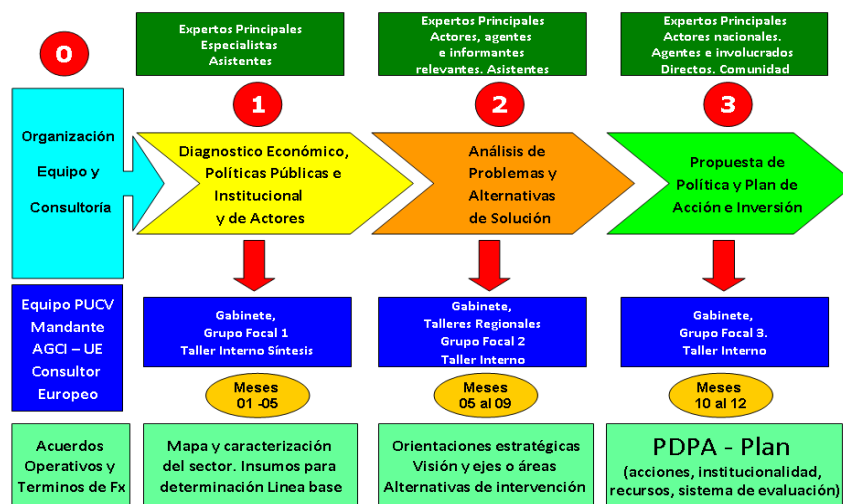 0
Organización
Equipo y
Consultoría
Equipo PUCV
Mandante
AGCI – UE
Consultor
Europeo
Acuerdos
Operativos y
Terminos de Fx
Expertos Principales
Especialistas
Asistentes
1
Diagnostico Económico,
Políticas Públicas e
Institucional
y de Actores
Gabinete,
Grupo Focal 1
Taller Interno Síntesis
Meses
01 -05
Mapa y caracterización
del sector. Insumos para
determinación Linea base
Expertos Principales
Actores, agentes
e informantes
relevantes. Asistentes
2
Análisis de
Problemas y
Alternativas
de Solución
Gabinete,
Talleres Regionales
Grupo Focal 2
Taller Interno
Meses
05 al 09
Orientaciones estratégicas
Visión y ejes o áreas
Alternativas de intervención
Expertos Principales
Actores nacionales.
Agentes e involucrados
Directos. Comunidad
3
Propuesta de
Política y Plan de
Acción e Inversión
Gabinete,
Grupo Focal 3.
Taller Interno
Meses
10 al 12
PDPA - Plan
(acciones, institucionalidad,
recursos, sistema de evaluación)